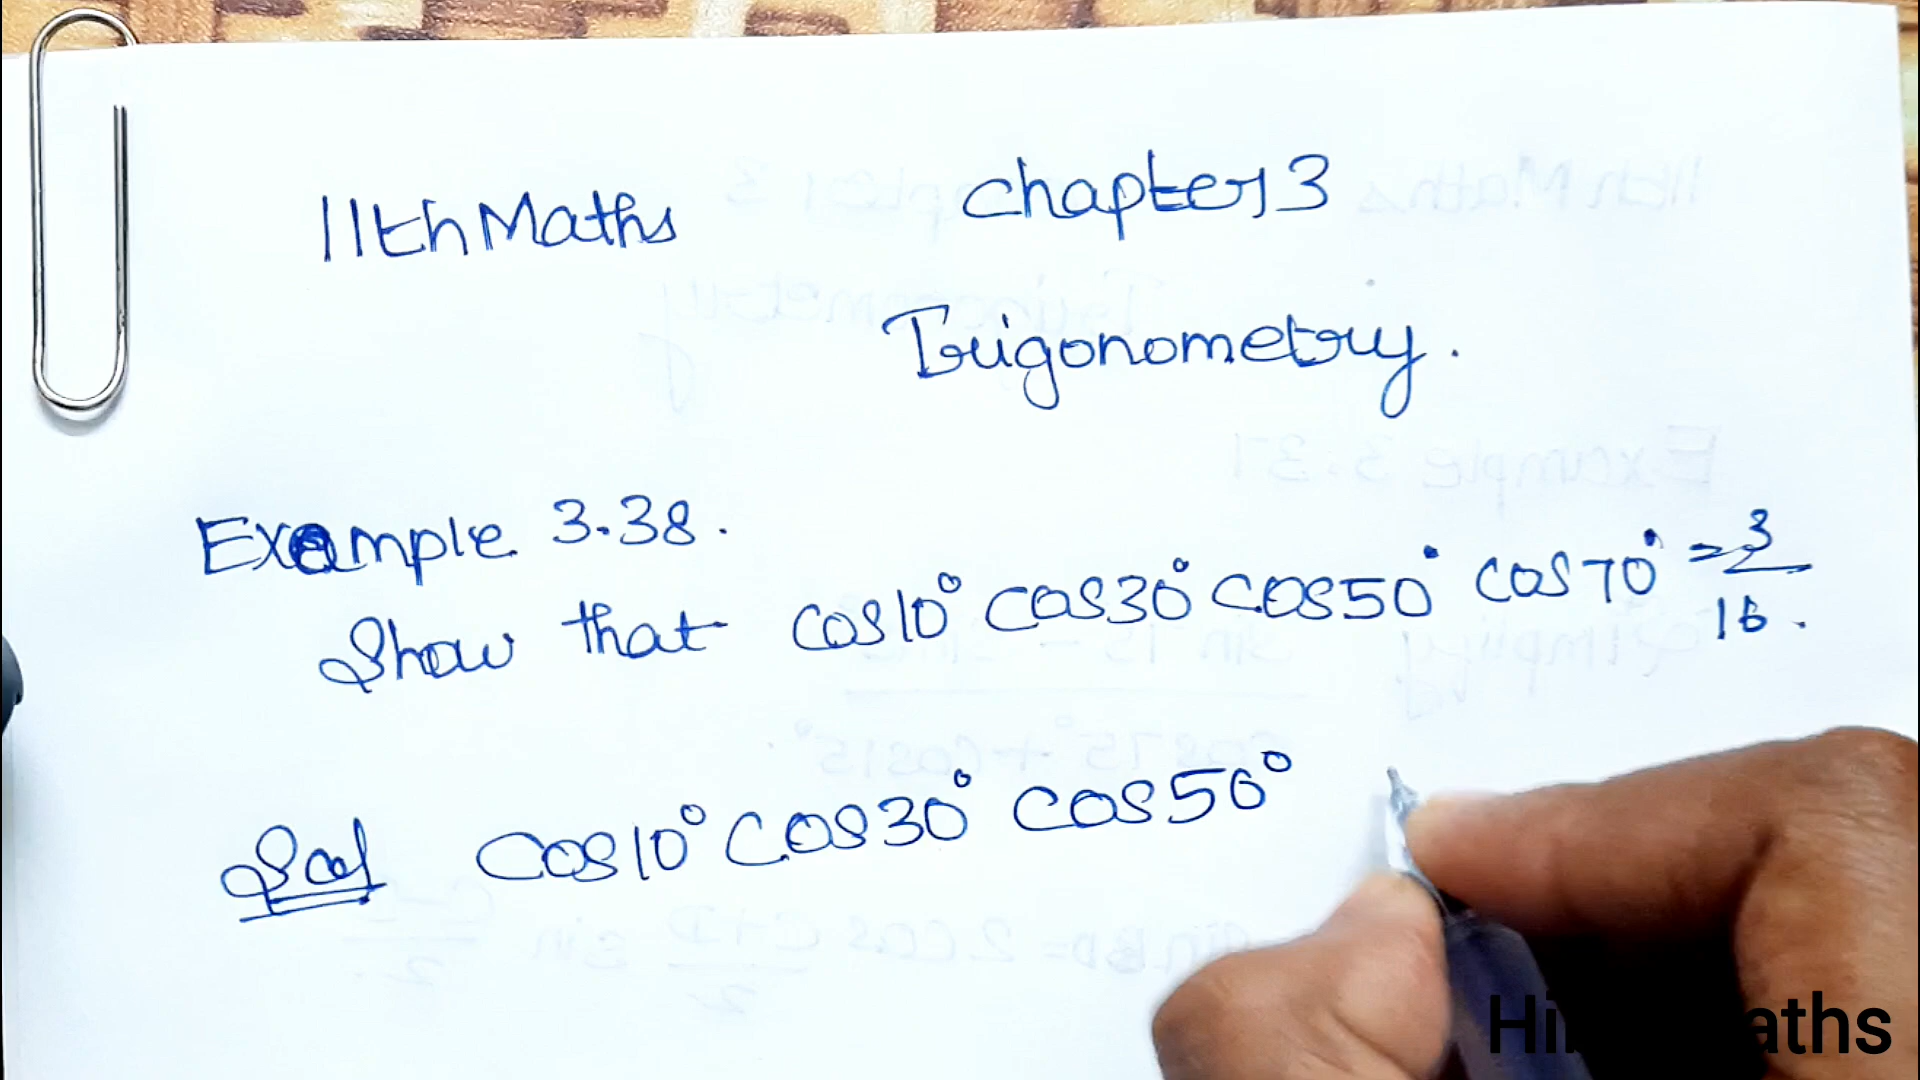 11th Maths chapter 3
Trigonometry.
Example 3.38.
Show that cos10° cos30° cos50° cos70° = 3/16.
Sol cos10° cos30° cos50°